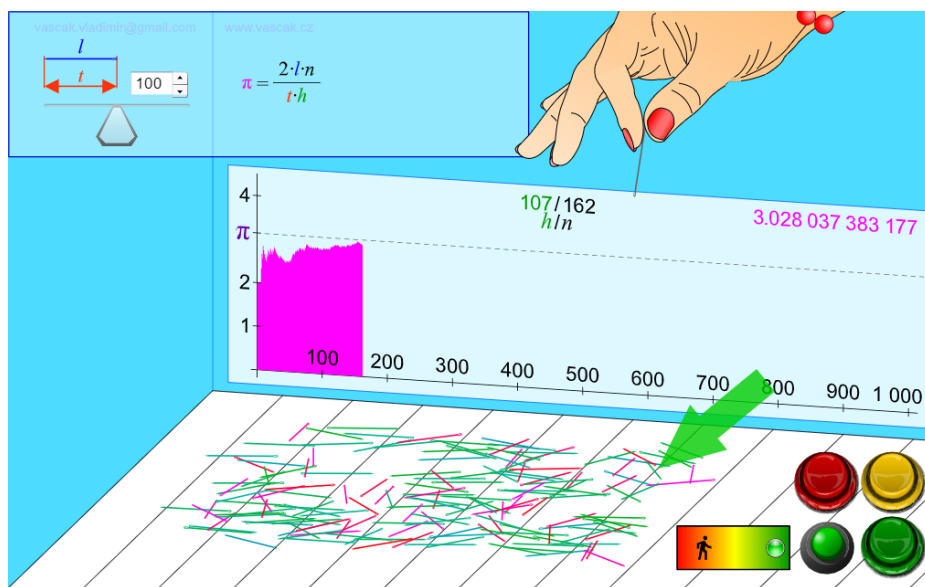 vascak.vladimir@gmail.com www.vascak.cz
l
t
100
π = 2·l·n / t·h
107/162
h/n
3.028 037 383 177
4
π
2
1
100 200 300 400 500 600 700 800 900 1 000